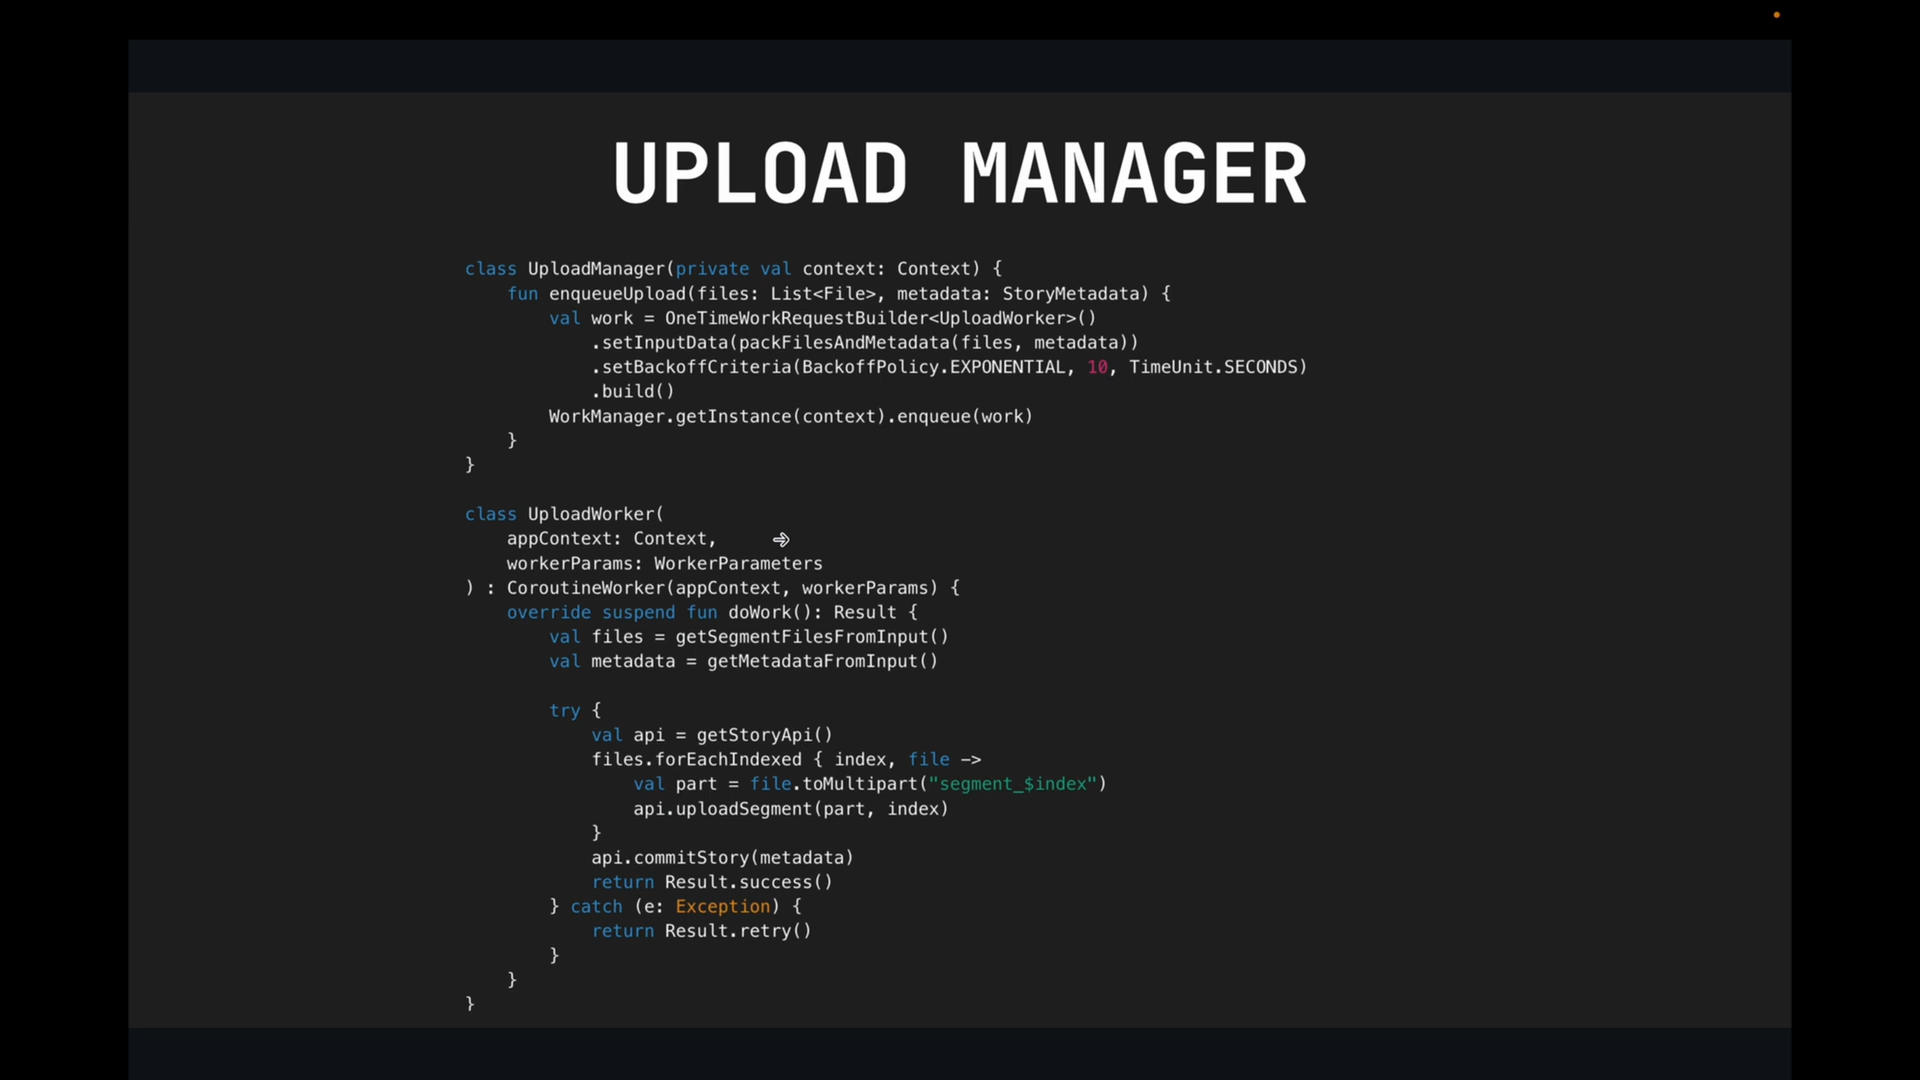 UPLOAD MANAGER
class UploadManager(private val context: Context) {
    fun enqueueUpload(files: List<File>, metadata: StoryMetadata) {
        val work = OneTimeWorkRequestBuilder<UploadWorker>()
            .setInputData(packFilesAndMetadata(files, metadata))
            .setBackoffCriteria(BackoffPolicy.EXPONENTIAL, 10, TimeUnit.SECONDS)
            .build()
        WorkManager.getInstance(context).enqueue(work)
    }
}

class UploadWorker(
    appContext: Context,
    workerParams: WorkerParameters
) : CoroutineWorker(appContext, workerParams) {
    override suspend fun doWork(): Result {
        val files = getSegmentFilesFromInput()
        val metadata = getMetadataFromInput()

        try {
            val api = getStoryApi()
            files.forEachIndexed { index, file ->
                val part = file.toMultipart("segment_$index")
                api.uploadSegment(part, index)
            }
            api.commitStory(metadata)
            return Result.success()
        } catch (e: Exception) {
            return Result.retry()
        }
    }
}